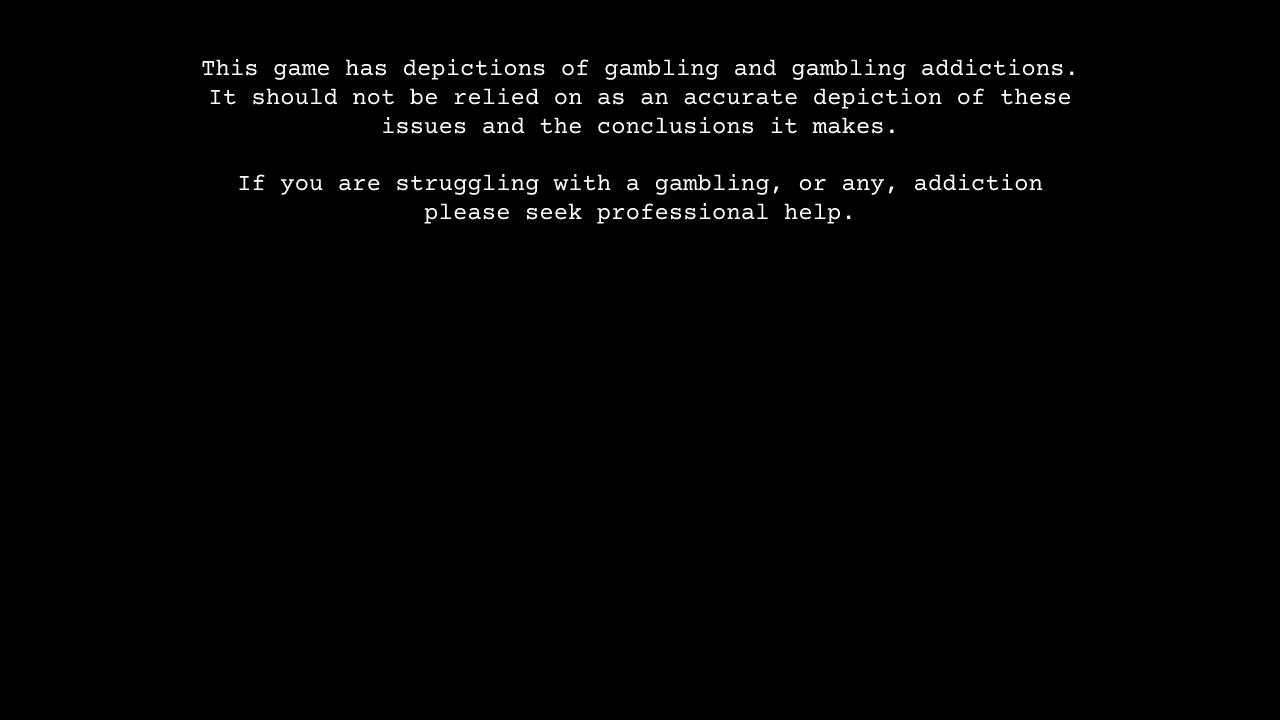 This game has depictions of gambling and gambling addictions.
It should not be relied on as an accurate depiction of these
issues and the conclusions it makes.
If you are struggling with a gambling, or any, addiction
please seek professional help.